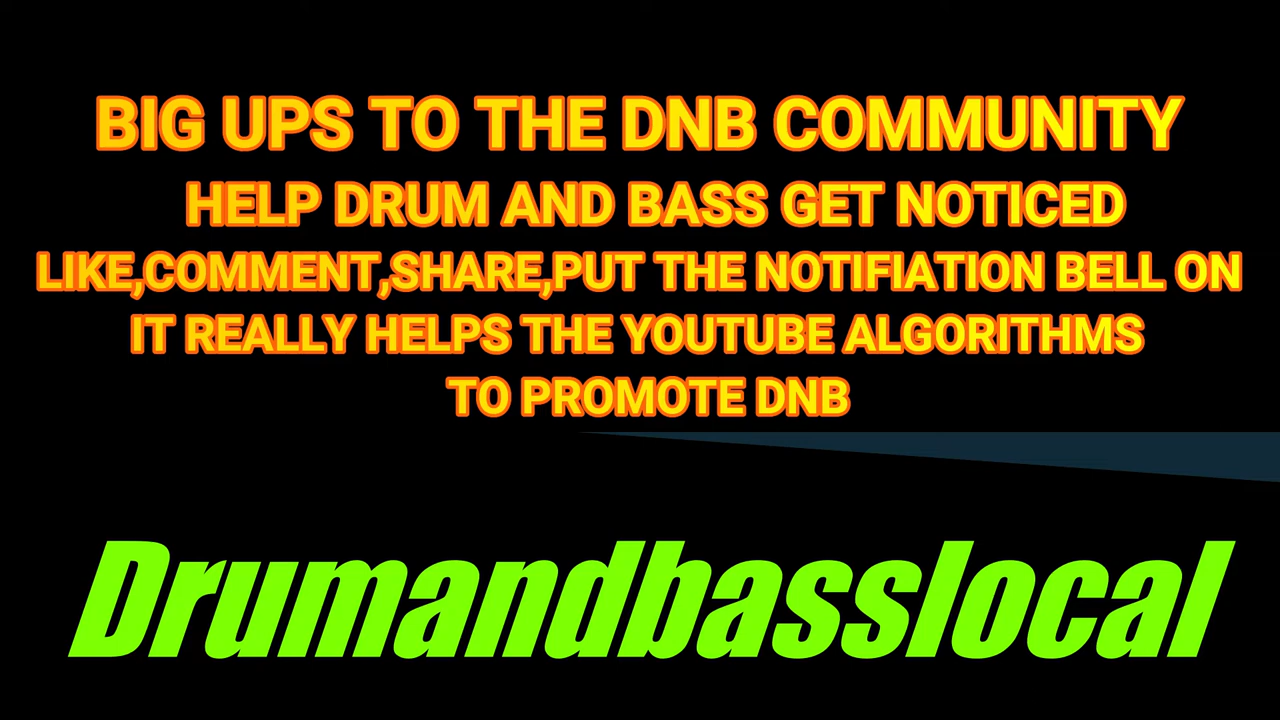 BIG UPS TO THE DNB COMMUNITY
HELP DRUM AND BASS GET NOTICED
LIKE,COMMENT,SHARE,PUT THE NOTIFIATION BELL ON
IT REALLY HELPS THE YOUTUBE ALGORITHMS
TO PROMOTE DNB
Drumandbasslocal